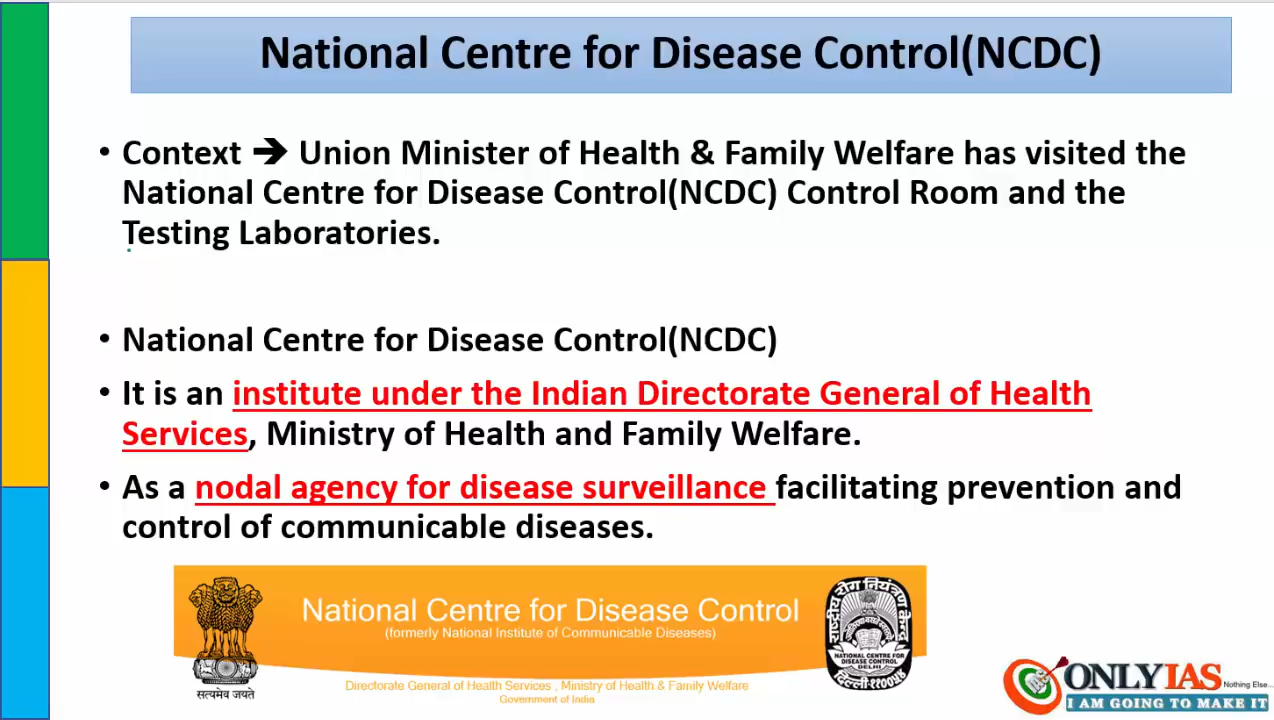 National Centre for Disease Control(NCDC)
• Context ➔ Union Minister of Health & Family Welfare has visited the
National Centre for Disease Control(NCDC) Control Room and the
Testing Laboratories.
• National Centre for Disease Control(NCDC)
• It is an institute under the Indian Directorate General of Health
Services, Ministry of Health and Family Welfare.
• As a nodal agency for disease surveillance facilitating prevention and
control of communicable diseases.
National Centre for Disease Control
(formerly National Institute of Communicable Diseases)
Directorate General of Health Services , Ministry of Health & Family Welfare
Government of India
सत्यमेव जयते
राष्ट्रीय रोग नियंत्रण केन्द्र
NATIONAL CENTRE FOR
DISEASE CONTROL
DELHI
दिल्ली-११००५४
ONLYIAS
Nothing Else...
I AM GOING TO MAKE IT